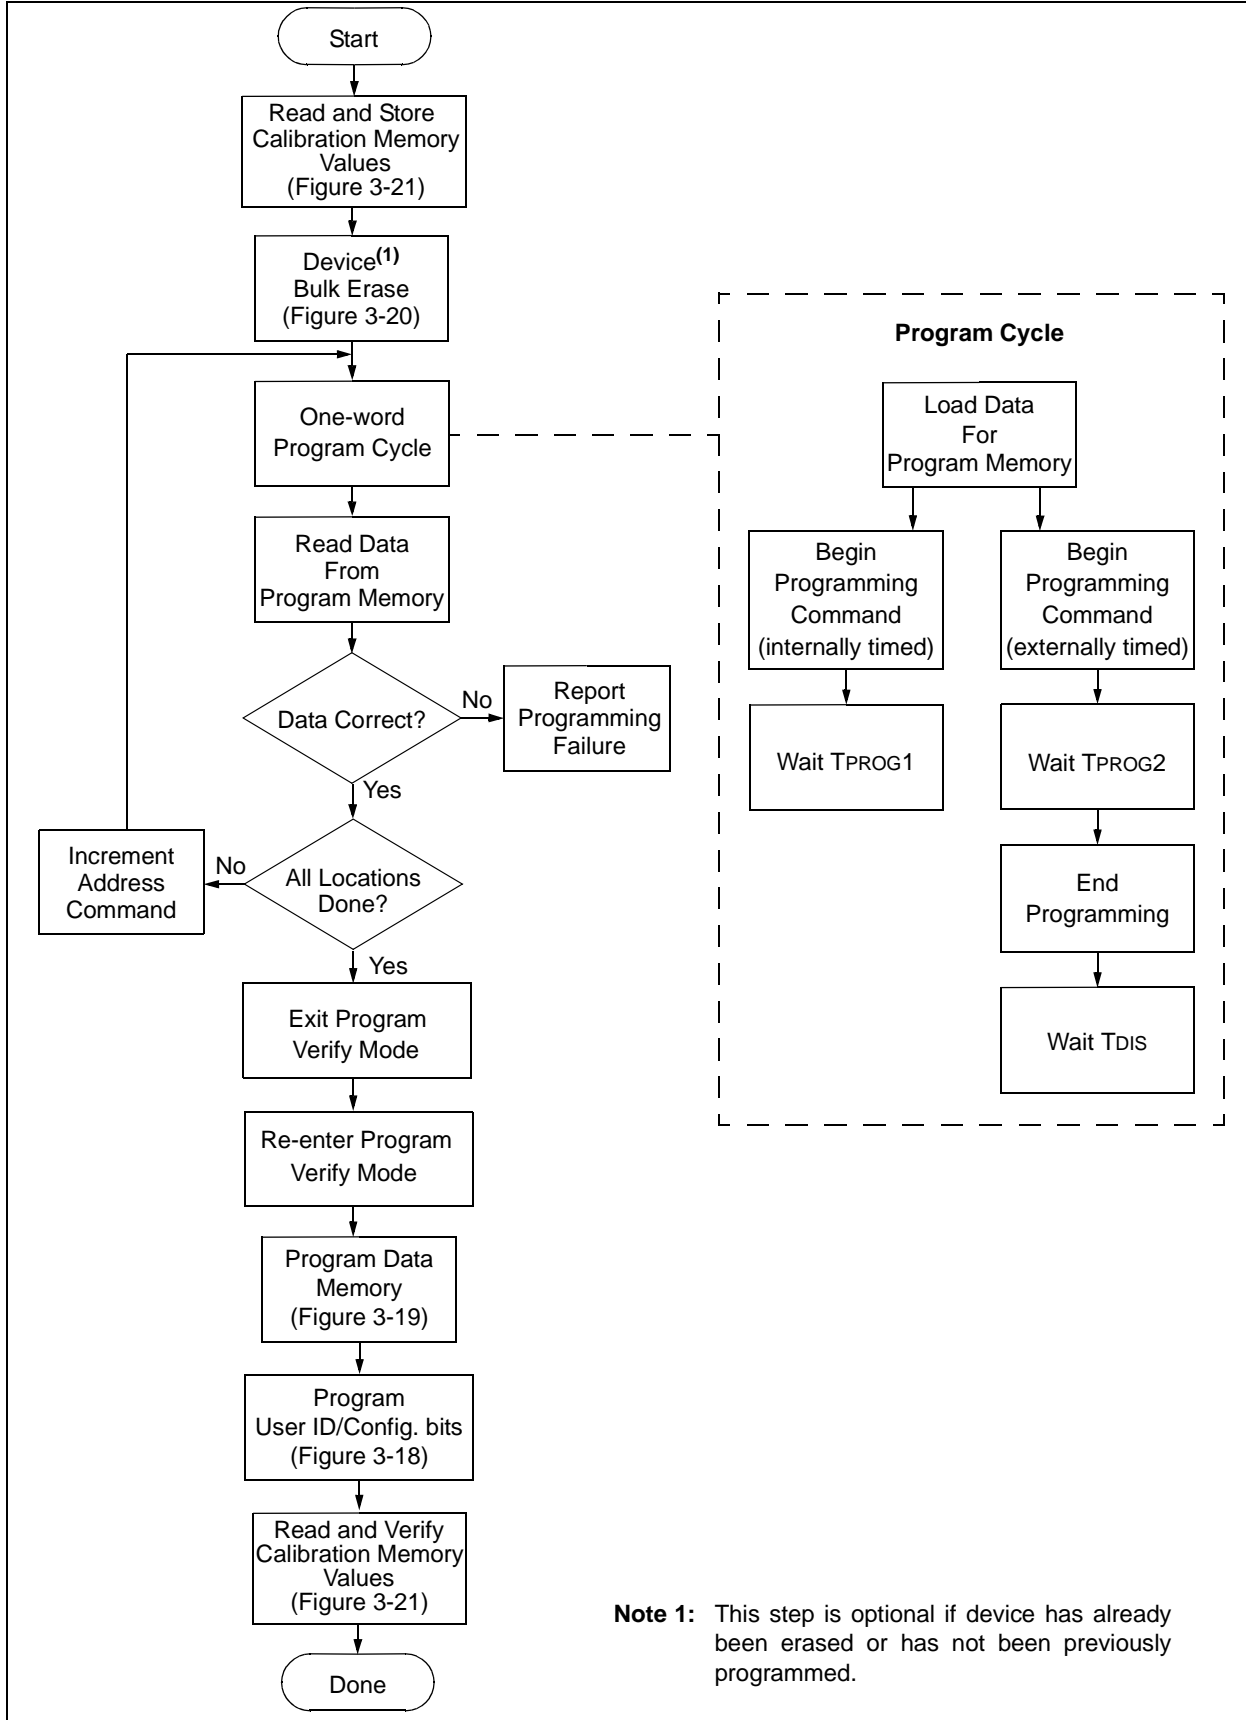 Start
Read and Store
Calibration Memory
Values
(Figure 3-21)
Device(1)
Bulk Erase
(Figure 3-20)
One-word
Program Cycle
Read Data
From
Program Memory
Data Correct?
No
Report
Programming
Failure
Yes
All Locations
Done?
No
Increment
Address
Command
Yes
Exit Program
Verify Mode
Re-enter Program
Verify Mode
Program Data
Memory
(Figure 3-19)
Program
User ID/Config. bits
(Figure 3-18)
Read and Verify
Calibration Memory
Values
(Figure 3-21)
Done
Program Cycle
Load Data
For
Program Memory
Begin
Programming
Command
(internally timed)
Wait TPROG1
Begin
Programming
Command
(externally timed)
Wait TPROG2
End
Programming
Wait TDIS
Note 1: This step is optional if device has already
been erased or has not been previously
programmed.